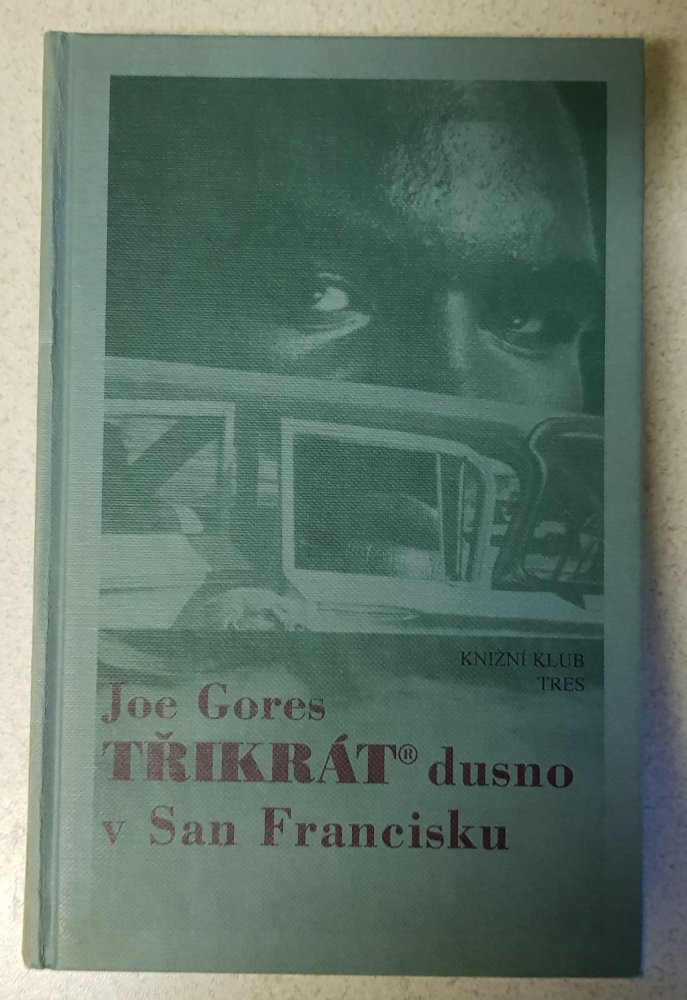 KNIŽNÍ KLUB
TRES
Joe Gores
TŘIKRÁT® dusno
v San Francisku